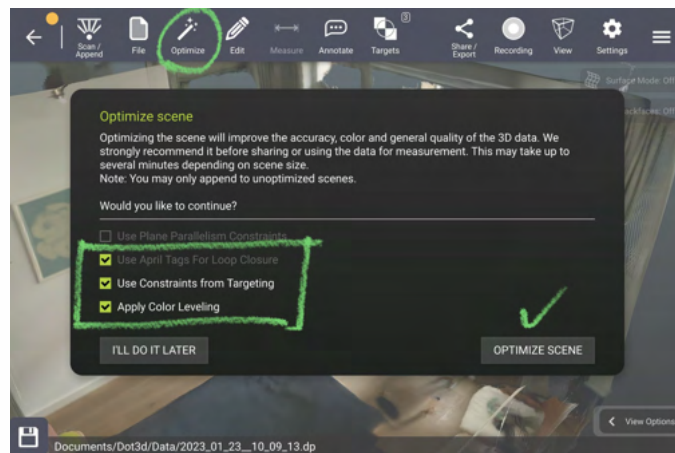 Scan / Append
File
Optimize
Edit
Measure
Annotate
3
Targets
Share / Export
Recording
View
Settings
Surface Mode: Off
Backfaces: Off
Optimize scene
Optimizing the scene will improve the accuracy, color and general quality of the 3D data. We
strongly recommend it before sharing or using the data for measurement. This may take up to
several minutes depending on scene size.
Note: You may only append to unoptimized scenes.
Would you like to continue?
Use Plane Parallelism Constraints
Use April Tags For Loop Closure
Use Constraints from Targeting
Apply Color Leveling
I'LL DO IT LATER
OPTIMIZE SCENE
View Options
Documents/Dot3d/Data/2023_01_23__10_09_13.dp